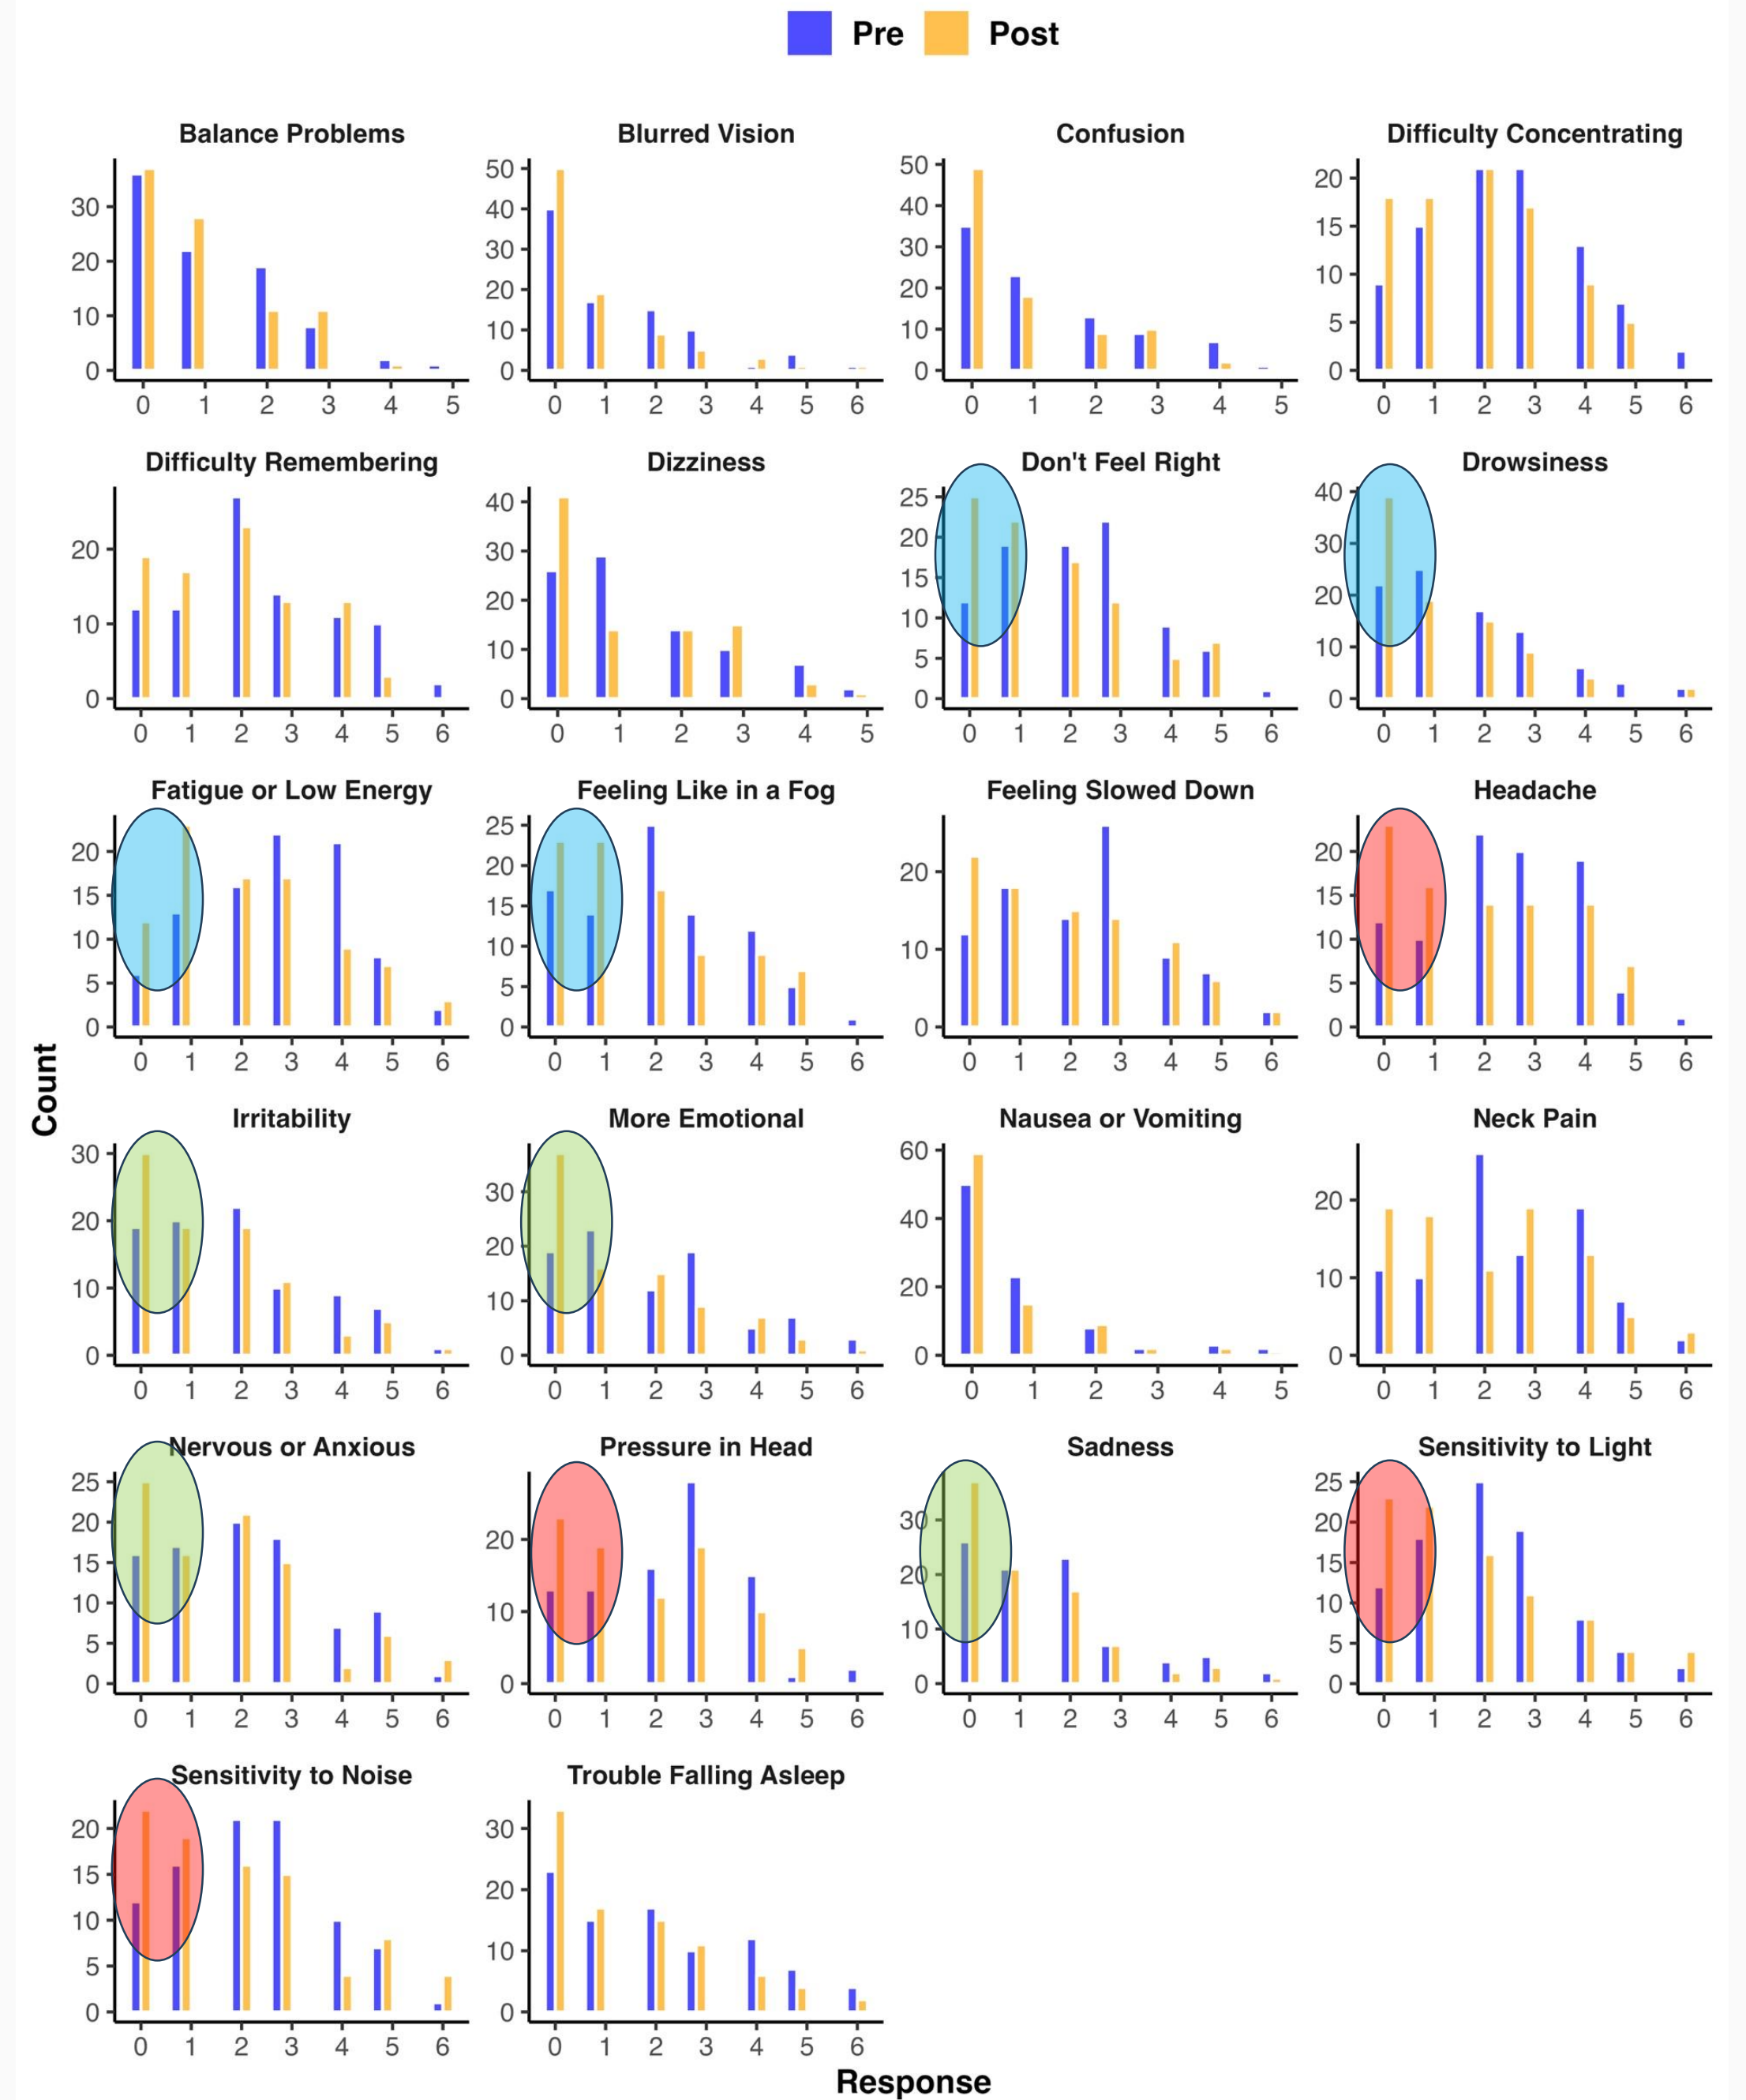 Pre Post
Balance Problems
30
20
10
0
0 1 2 3 4 5
Blurred Vision
50
40
30
20
10
0
0 1 2 3 4 5 6
Confusion
50
40
30
20
10
0
0 1 2 3 4 5
Difficulty Concentrating
20
15
10
5
0
0 1 2 3 4 5 6
Difficulty Remembering
20
10
0
0 1 2 3 4 5 6
Dizziness
40
30
20
10
0
0 1 2 3 4 5
Don't Feel Right
25
20
15
10
5
0
0 1 2 3 4 5 6
Drowsiness
40
30
20
10
0
0 1 2 3 4 5 6
Fatigue or Low Energy
20
15
10
5
0
0 1 2 3 4 5 6
Feeling Like in a Fog
25
20
15
10
5
0
0 1 2 3 4 5 6
Feeling Slowed Down
20
10
0
0 1 2 3 4 5 6
Headache
20
15
10
5
0
0 1 2 3 4 5 6
Count
Irritability
30
20
10
0
0 1 2 3 4 5 6
More Emotional
30
20
10
0
0 1 2 3 4 5 6
Nausea or Vomiting
60
40
20
0
0 1 2 3 4 5
Neck Pain
20
10
0
0 1 2 3 4 5 6
Nervous or Anxious
25
20
15
10
5
0
0 1 2 3 4 5 6
Pressure in Head
20
10
0
0 1 2 3 4 5 6
Sadness
30
20
10
0
0 1 2 3 4 5 6
Sensitivity to Light
25
20
15
10
5
0
0 1 2 3 4 5 6
Sensitivity to Noise
20
15
10
5
0
0 1 2 3 4 5 6
Trouble Falling Asleep
30
20
10
0
0 1 2 3 4 5 6
Response